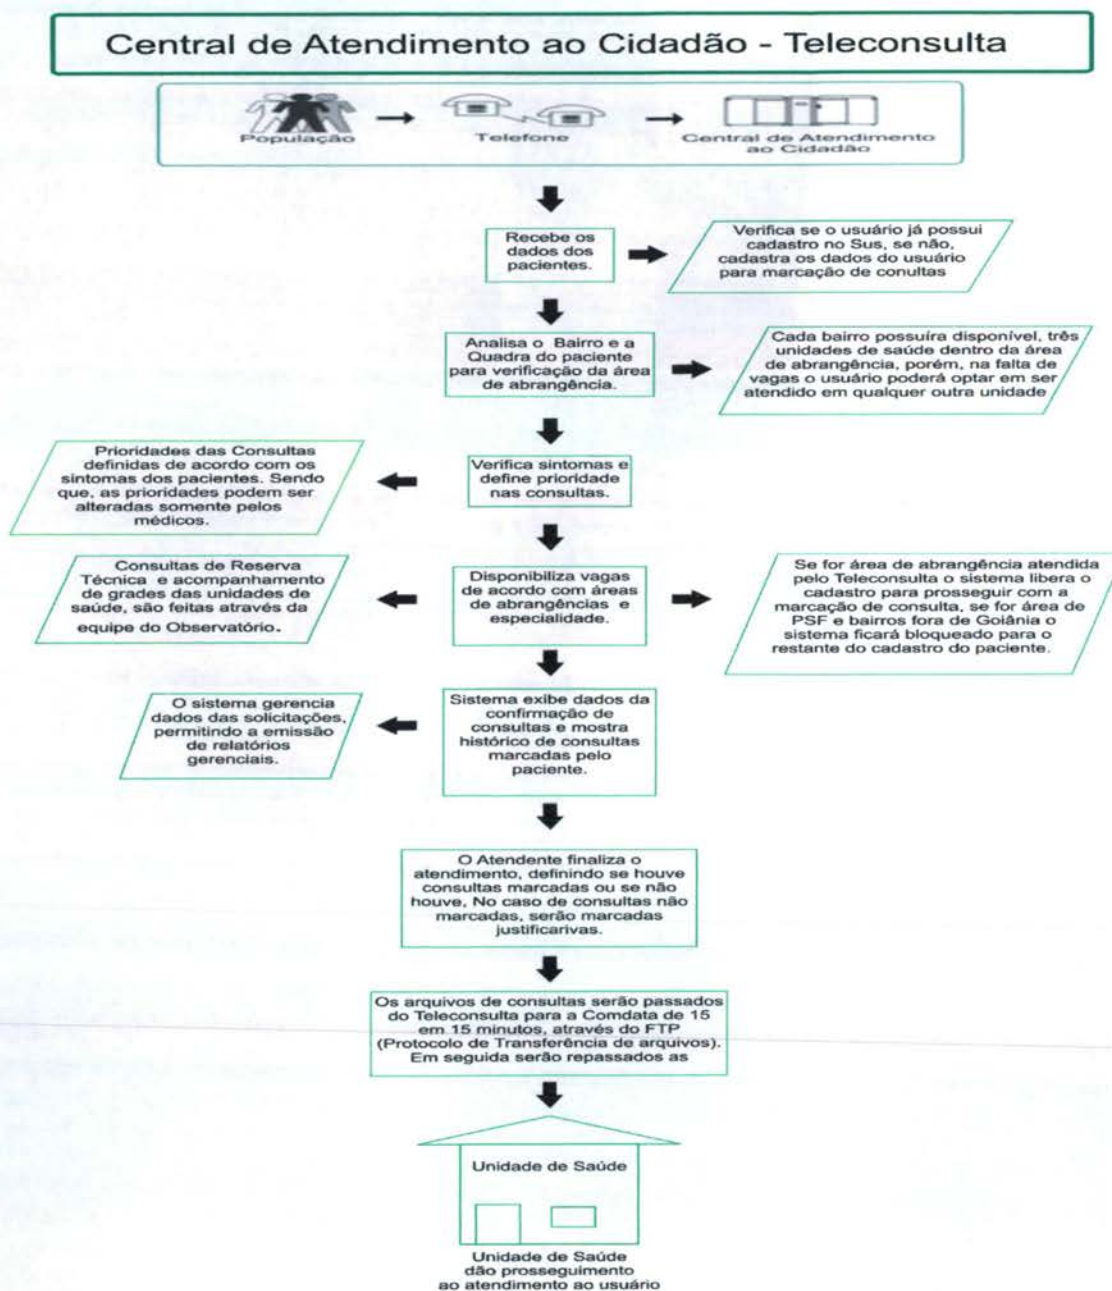 Central de Atendimento ao Cidadão - Teleconsulta
População
Telefone
Central de Atendimento
ao Cidadão
Recebe os
dados dos
pacientes.
Verifica se o usuário já possui
cadastro no Sus, se não,
cadastra os dados do usuário
para marcação de conultas
Analisa o Bairro e a
Quadra do paciente
para verificação da área
de abrangência.
Cada bairro possuíra disponível, três
unidades de saúde dentro da área
de abrangência, porém, na falta de
vagas o usuário poderá optar em ser
atendido em qualquer outra unidade
Prioridades das Consultas
definidas de acordo com os
sintomas dos pacientes. Sendo
que, as prioridades podem ser
alteradas somente pelos
médicos.
Verifica sintomas e
define prioridade
nas consultas.
Consultas de Reserva
Técnica e acompanhamento
de grades das unidades de
saúde, são feitas através da
equipe do Observatório.
Disponibiliza vagas
de acordo com áreas
de abrangências e
especialidade.
Se for área de abrangência atendida
pelo Teleconsulta o sistema libera o
cadastro para prosseguir com a
marcação de consulta, se for área de
PSF e bairros fora de Goiânia o
sistema ficará bloqueado para o
restante do cadastro do paciente.
O sistema gerencia
dados das solicitações,
permitindo a emissão
de relatórios
gerenciais.
Sistema exibe dados da
confirmação de
consultas e mostra
histórico de consultas
marcadas pelo
paciente.
O Atendente finaliza o
atendimento, definindo se houve
consultas marcadas ou se não
houve, No caso de consultas não
marcadas, serão marcadas
justificarivas.
Os arquivos de consultas serão passados
do Teleconsulta para a Comdata de 15
em 15 minutos, através do FTP
(Protocolo de Transferência de arquivos).
Em seguida serão repassados as
Unidade de Saúde
Unidade de Saúde
dão prosseguimento
ao atendimento ao usuário